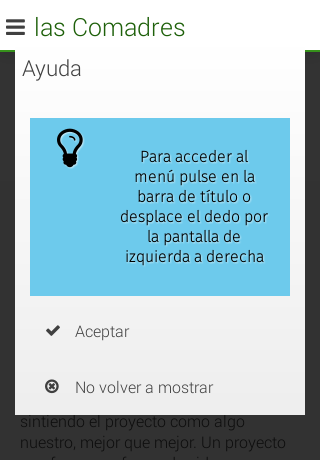 las Comadres
Ayuda
Para acceder al
menú pulse en la
barra de título o
desplace el dedo por
la pantalla de
izquierda a derecha
Aceptar
No volver a mostrar
sintiendo el proyecto como algo
nuestro, mejor que mejor. Un proyecto